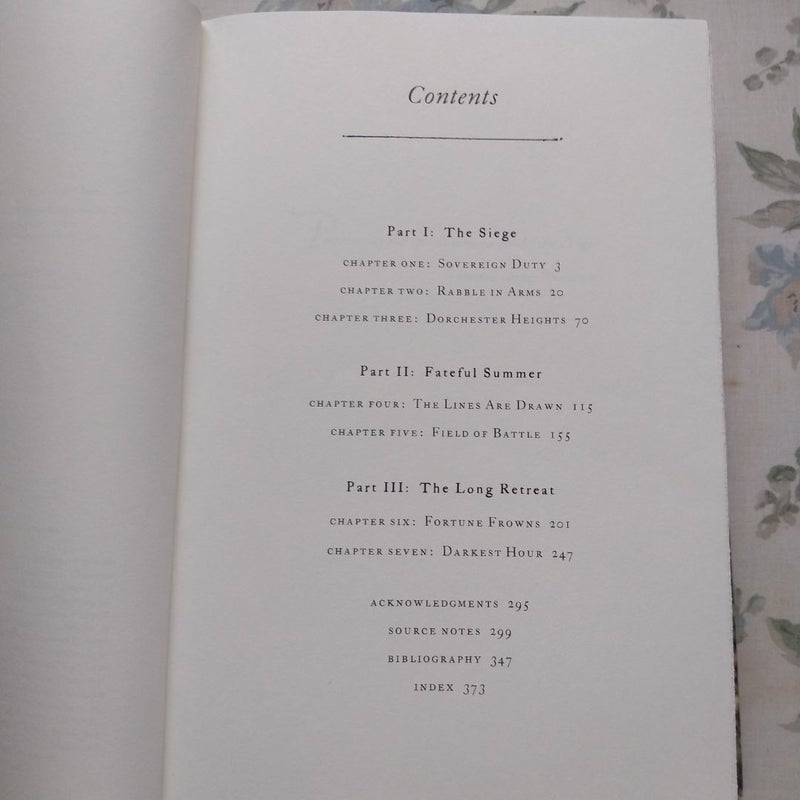 Contents
Part I: The Siege
CHAPTER ONE: SOVEREIGN DUTY 3
CHAPTER TWO: RABBLE IN ARMS 20
CHAPTER THREE: DORCHESTER HEIGHTS 70
Part II: Fateful Summer
CHAPTER FOUR: THE LINES ARE DRAWN 115
CHAPTER FIVE: FIELD OF BATTLE 155
Part III: The Long Retreat
CHAPTER SIX: FORTUNE FROWNS 201
CHAPTER SEVEN: DARKEST HOUR 247
ACKNOWLEDGMENTS 295
SOURCE NOTES 299
BIBLIOGRAPHY 347
INDEX 373